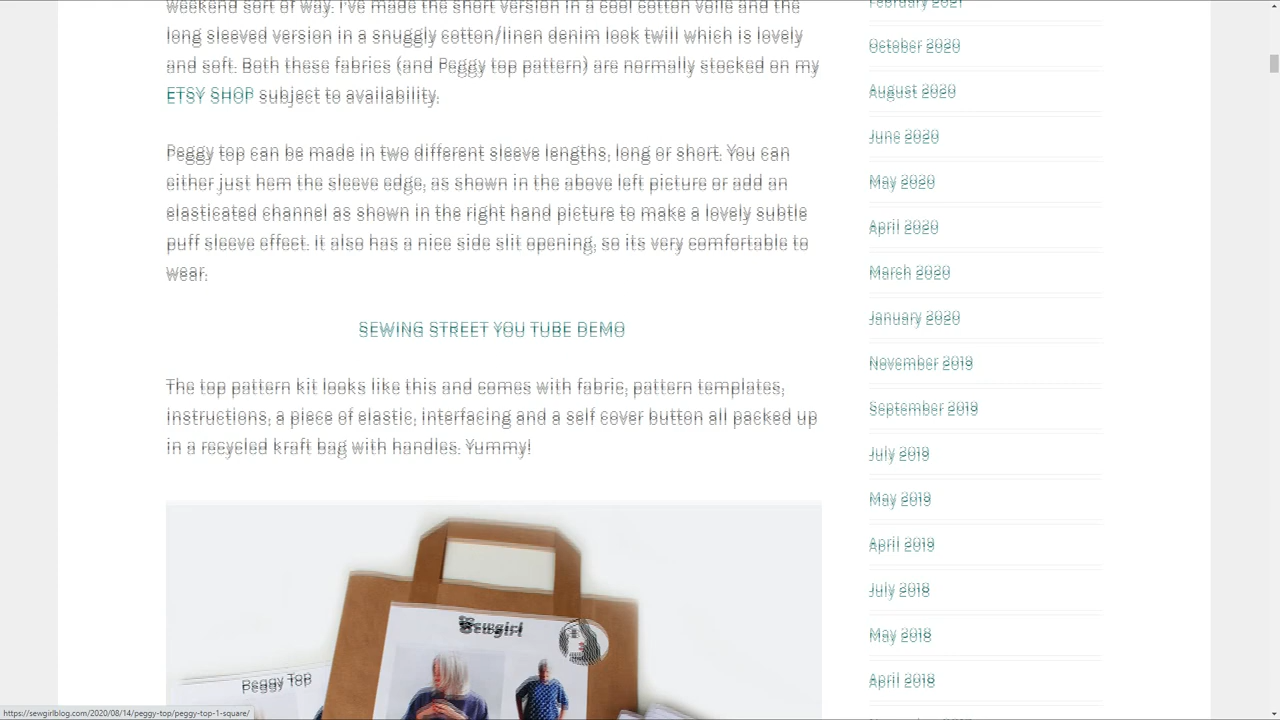 weekend sort of way. I've made the short version in a cool cotton voile and the
long sleeved version in a snuggly cotton/linen denim look twill which is lovely
and soft. Both these fabrics (and Peggy top pattern) are normally stocked on my
ETSY SHOP subject to availability.
Peggy top can be made in two different sleeve lengths, long or short. You can
either just hem the sleeve edge, as shown in the above left picture or add an
elasticated channel as shown in the right hand picture to make a lovely subtle
puff sleeve effect. It also has a nice side slit opening, so its very comfortable to
wear.
SEWING STREET YOU TUBE DEMO
The top pattern kit looks like this and comes with fabric, pattern templates,
instructions, a piece of elastic, interfacing and a self cover button all packed up
in a recycled kraft bag with handles. Yummy!
Sewgirl
Peggy Top
February 2021
October 2020
August 2020
June 2020
May 2020
April 2020
March 2020
January 2020
November 2019
September 2019
July 2019
May 2019
April 2019
July 2018
May 2018
April 2018
https://sewgirlblog.com/2020/08/14/peggy-top/peggy-top-1-square/